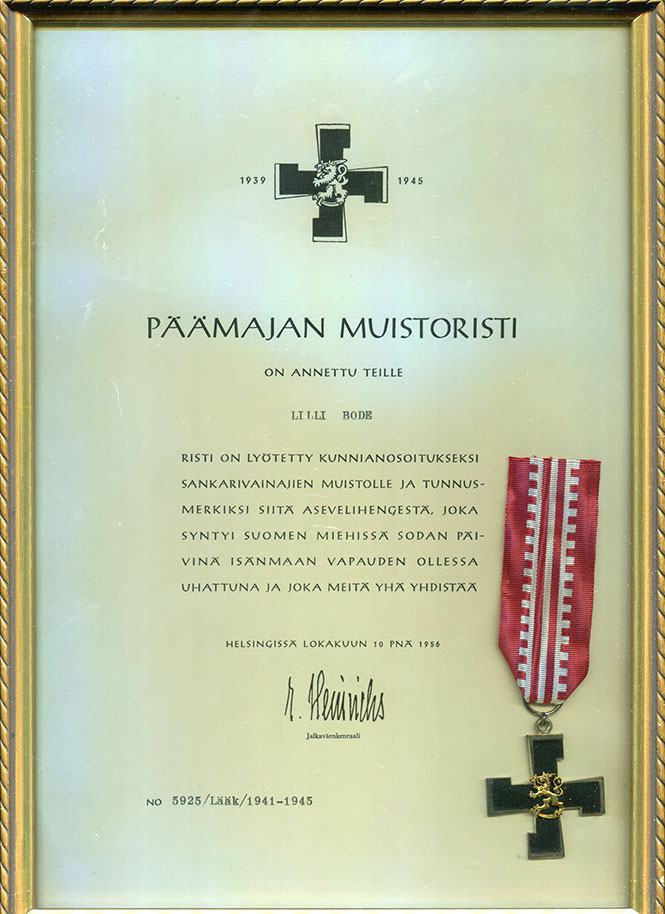 1939 1945
PÄÄMAJAN MUISTORISTI
ON ANNETTU TEILLE
LILLI BODE
RISTI ON LYÖTETTY KUNNIANOSOITUKSEKSI
SANKARIVAINAJIEN MUISTOLLE JA TUNNUS-
MERKIKSI SIITÄ ASEVELIHENGESTÄ, JOKA
SYNTYI SUOMEN MIEHISSÄ SODAN PÄI-
VINÄ ISÄNMAAN VAPAUDEN OLLESSA
UHATTUNA JA JOKA MEITÄ YHÄ YHDISTÄÄ
HELSINGISSÄ LOKAKUUN 10 PNÄ 1956
E. Heinrichs
Jalkaväenkenraali
NO 5925/Lääk/1941-1945